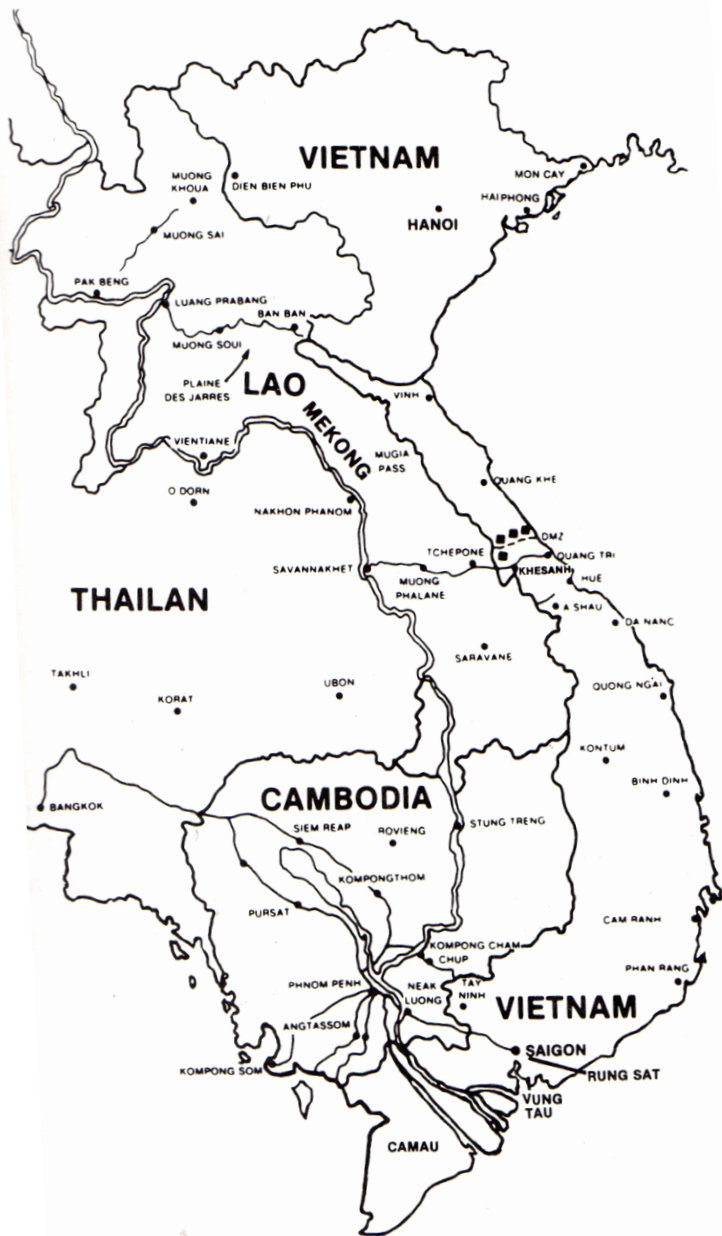 VIETNAM
MON CAY
MUONG
KHOUA
DIEN BIEN PHU
HAIPHONG
HANOI
MUONG SAI
PAK BENG
LUANG PRABANG
BAN BAN
MUONG SOUI
PLAINE
DES JARRES
LAO
MEKONG
VINH
VIENTIANE
MUGIA
PASS
QUANG KHE
O DORN
NAKHON PHANOM
DMZ
TCHEPONE
QUANG TRI
SAVANNAKHET
MUONG
PHALANE
KHESANH
HUE
THAILAN
A SHAU
DA NANC
SARAVANE
TAKHLI
KORAT
UBON
QUONG NGAI
KONTUM
BINH DINH
CAMBODIA
BANGKOK
SIEM REAP
ROVIENG
STUNG TRENG
KOMPONGTHOM
PURSAT
CAM RANH
KOMPONG CHAM
CHUP
PHAN RANG
PHNOM PENH
NEAK
LUONG
TAY
NINH
VIETNAM
ANGTASSOM
SAIGON
KOMPONG SOM
RUNG SAT
VUNG
TAU
CAMAU